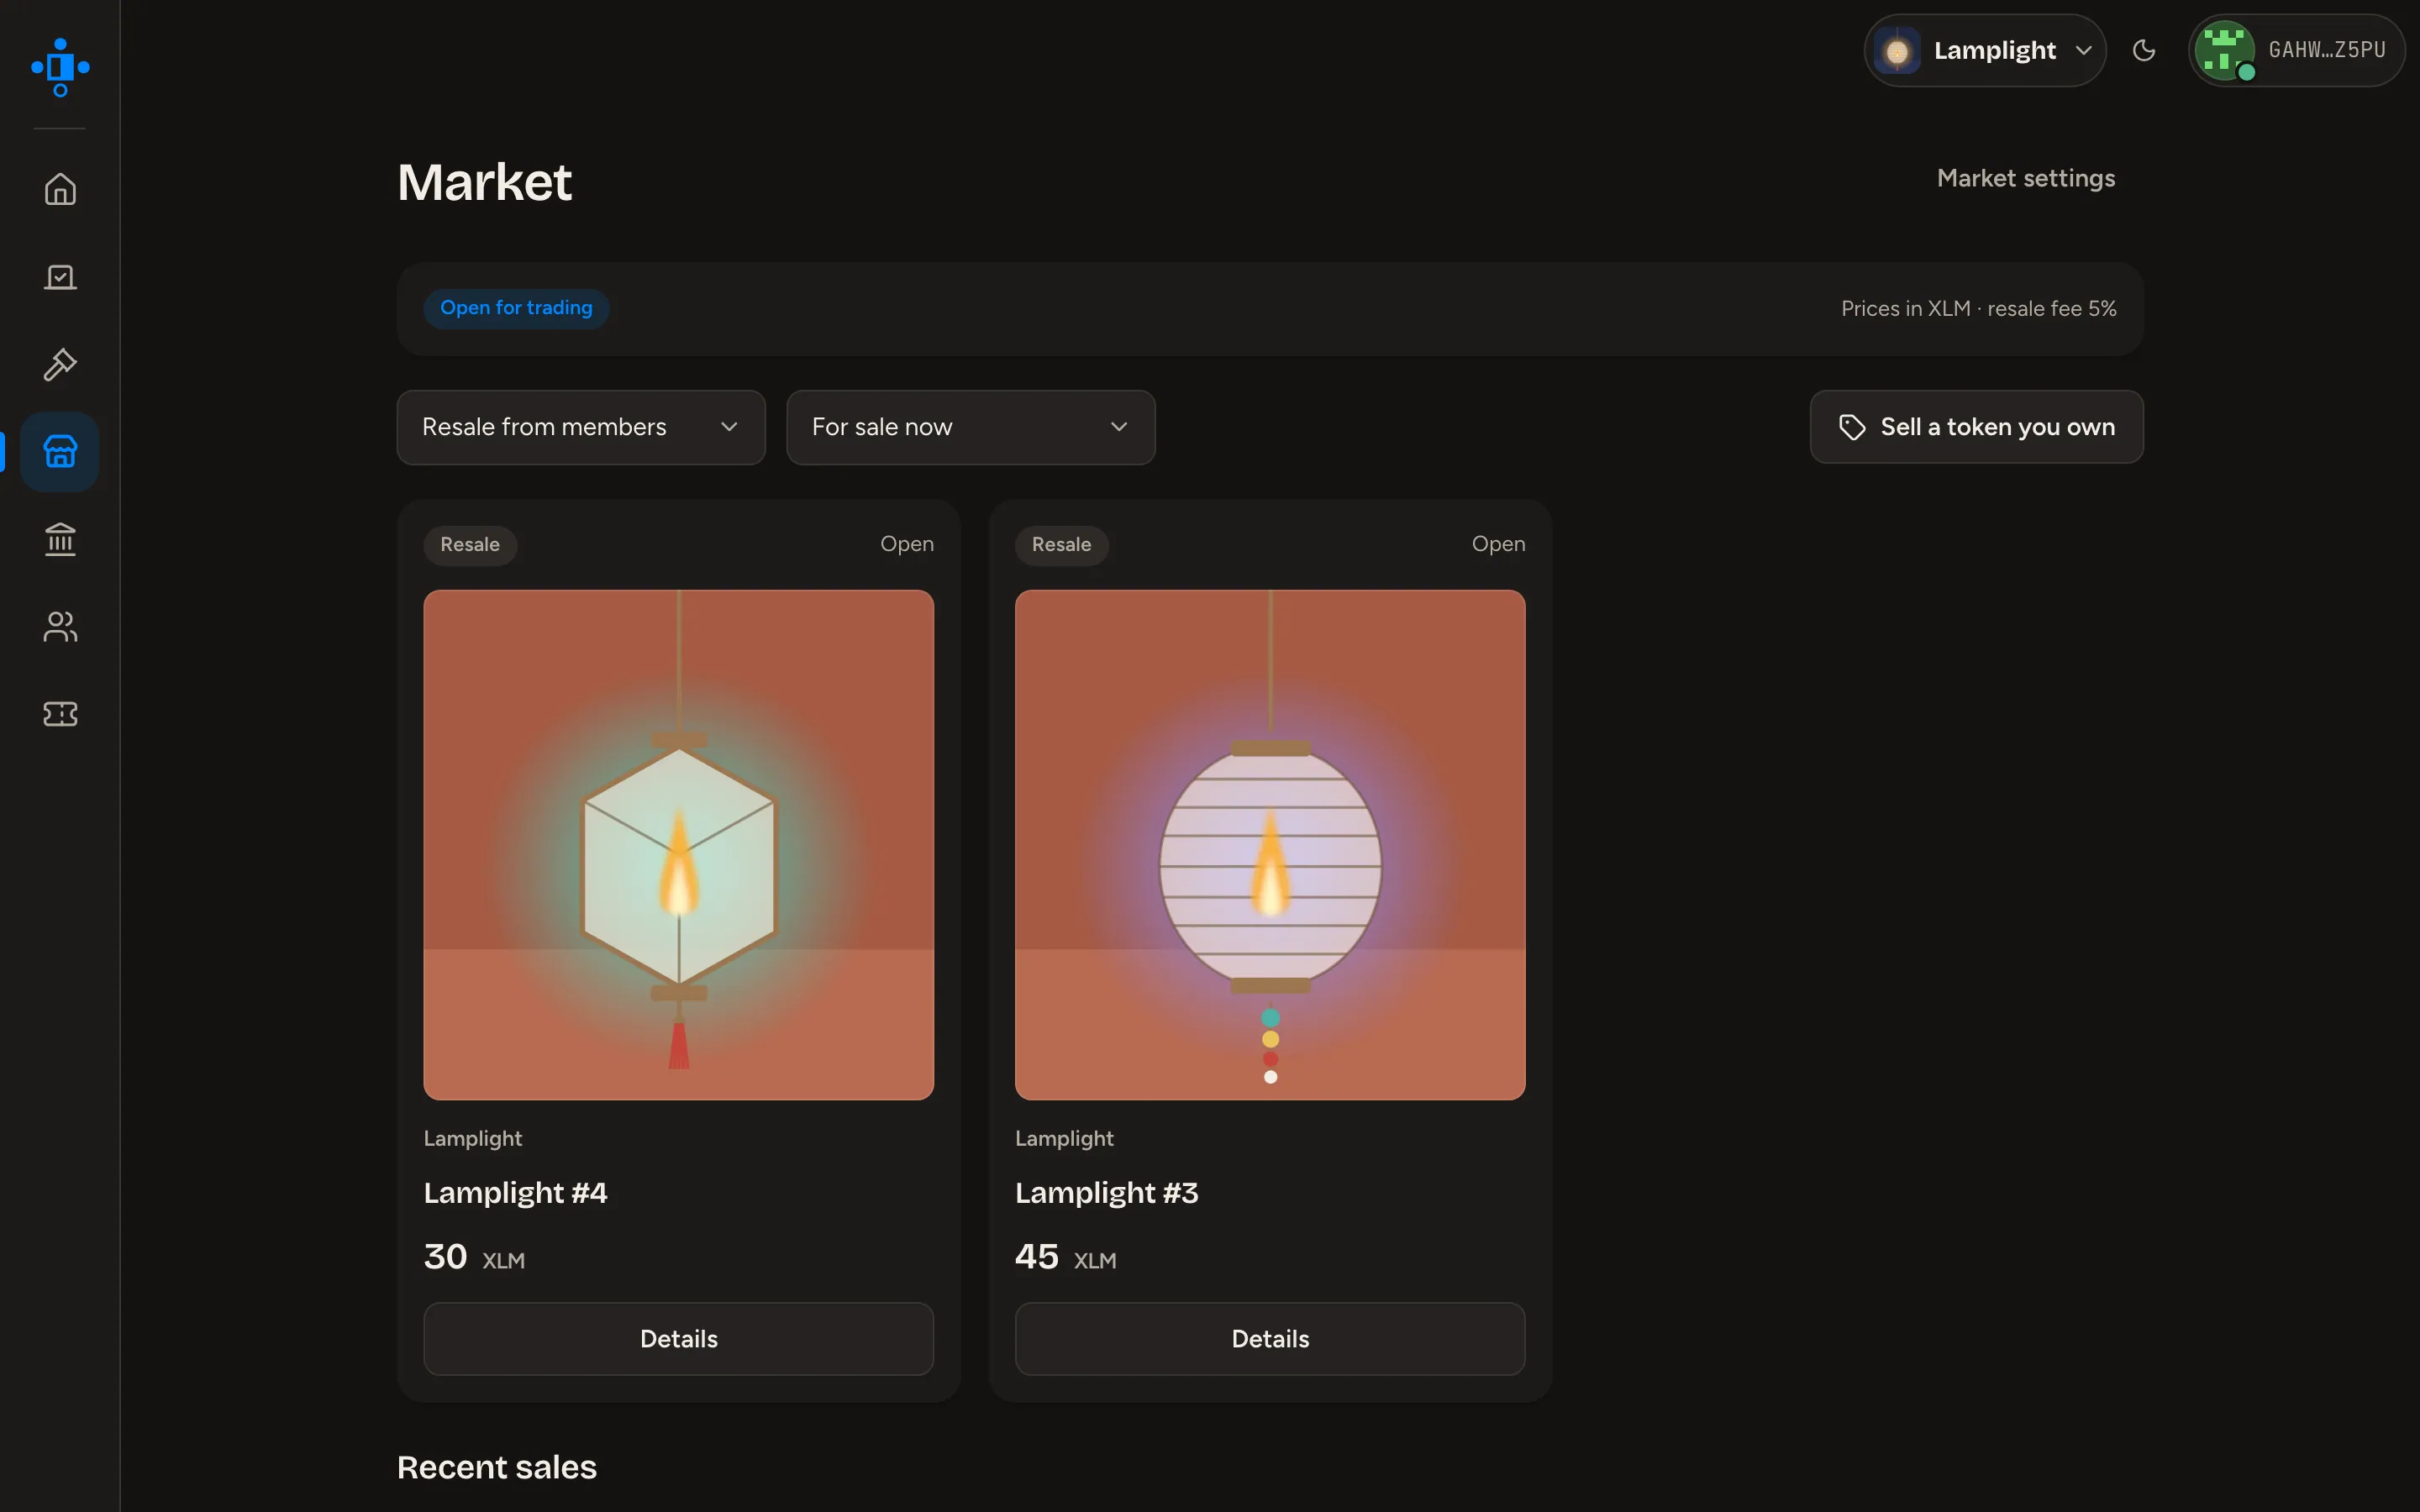 Lamplight
GAHW...Z5PU
Market
Market settings
Open for trading
Prices in XLM · resale fee 5%
Resale from members
For sale now
Sell a token you own
Resale
Open
Lamplight
Lamplight #4
30 XLM
Details
Resale
Open
Lamplight
Lamplight #3
45 XLM
Details
Recent sales